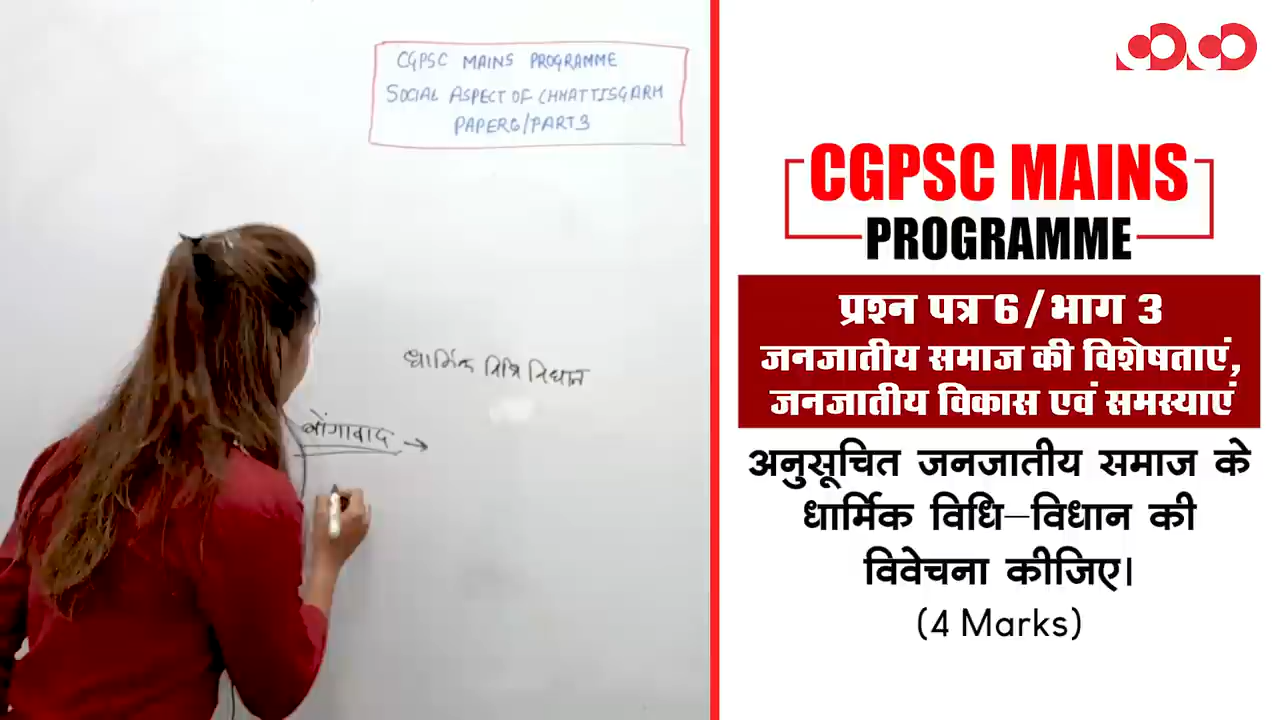 CGPSC MAINS PROGRAMME
SOCIAL ASPECT OF CHHATTISGARH
PAPER6/PART3
धार्मिक विधि विधान
बोंगावाद →
CGPSC MAINS
PROGRAMME
प्रश्न पत्र-6/भाग 3
जनजातीय समाज की विशेषताएं,
जनजातीय विकास एवं समस्याएं
अनुसूचित जनजातीय समाज के
धार्मिक विधि–विधान की
विवेचना कीजिए।
(4 Marks)